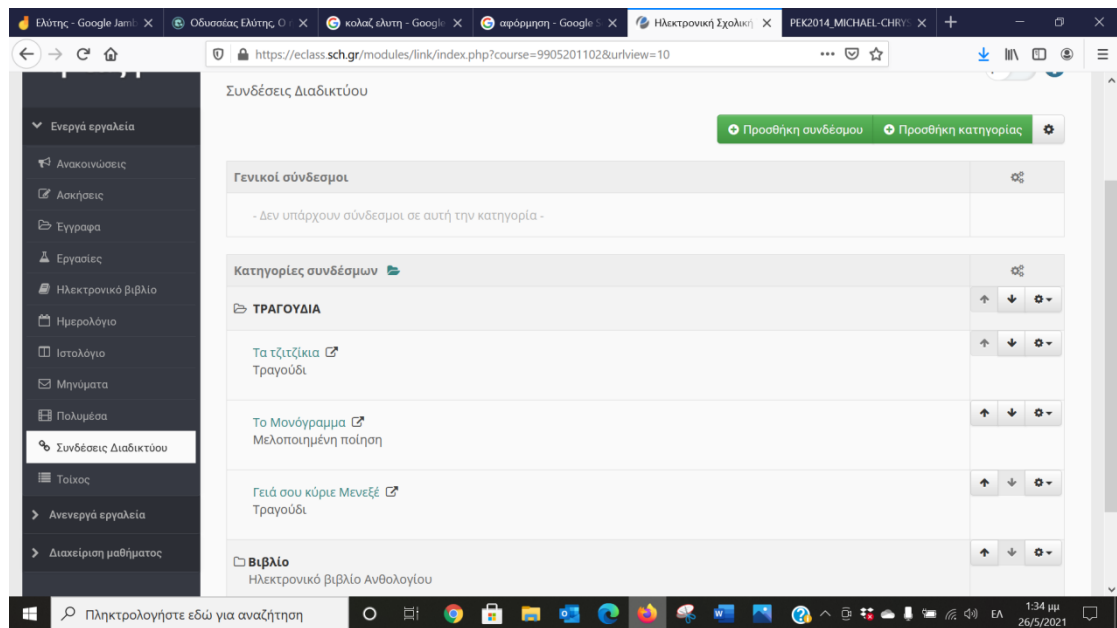 Ελύτης - Google Jamb
Οδυσσέας Ελύτης, Ο
κολαζ ελυτη - Google
αφόρμηση - Google S
Ηλεκτρονική Σχολική
PEK2014_MICHAEL-CHRYS
https://eclass.sch.gr/modules/link/index.php?course=9905201102&urlview=10
Συνδέσεις Διαδικτύου
Προσθήκη συνδέσμου
Προσθήκη κατηγορίας
Ενεργά εργαλεία
Ανακοινώσεις
Ασκήσεις
Έγγραφα
Εργασίες
Ηλεκτρονικό βιβλίο
Ημερολόγιο
Ιστολόγιο
Μηνύματα
Πολυμέσα
Συνδέσεις Διαδικτύου
Τοίχος
Ανενεργά εργαλεία
Διαχείριση μαθήματος
Γενικοί σύνδεσμοι
- Δεν υπάρχουν σύνδεσμοι σε αυτή την κατηγορία -
Κατηγορίες συνδέσμων
ΤΡΑΓΟΥΔΙΑ
Τα τζιτζίκια
Τραγούδι
Το Μονόγραμμα
Μελοποιημένη ποίηση
Γειά σου κύριε Μενεξέ
Τραγούδι
Βιβλίο
Ηλεκτρονικό βιβλίο Ανθολογίου
Πληκτρολογήστε εδώ για αναζήτηση
ΕΛ
1:34 μμ
26/5/2021